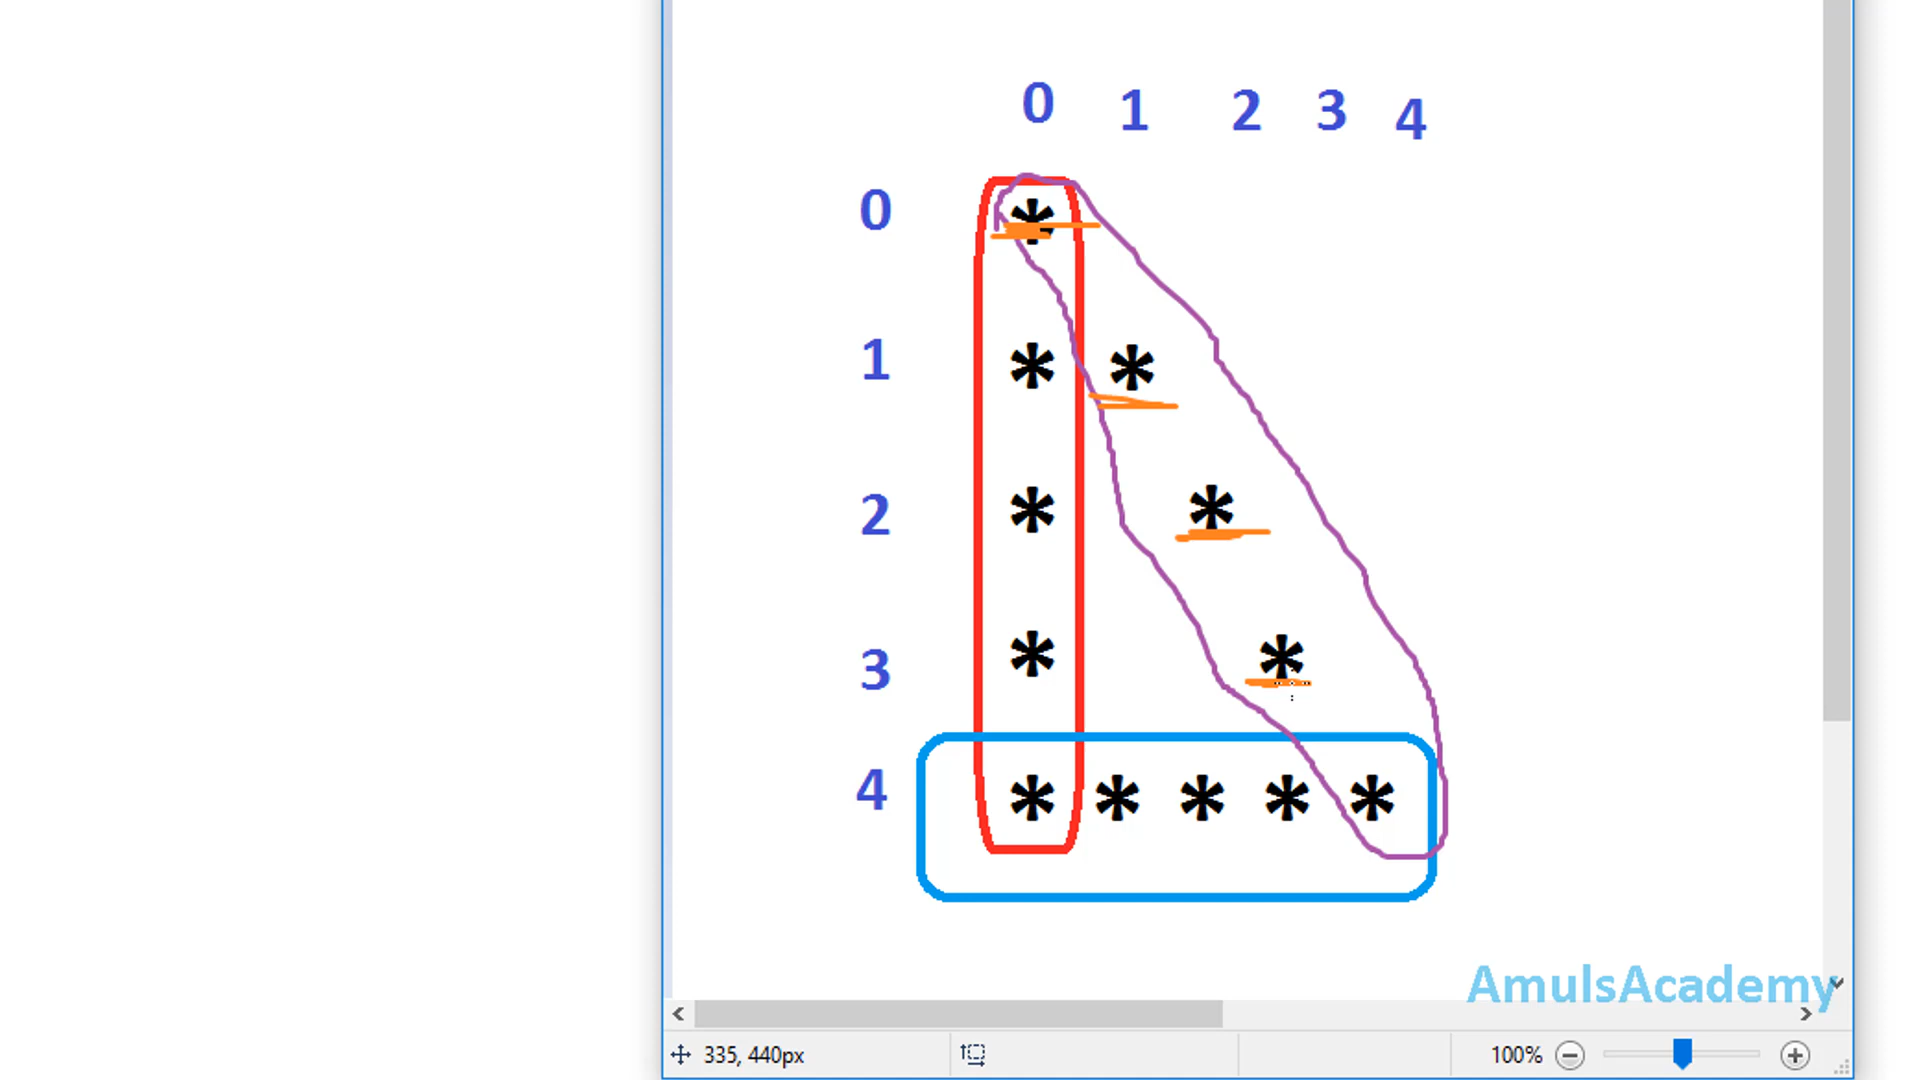 0 1 2 3 4
0 *
1 * *
2 * *
3 * *
4 * * * * *
AmulsAcademy
335, 440px 100%